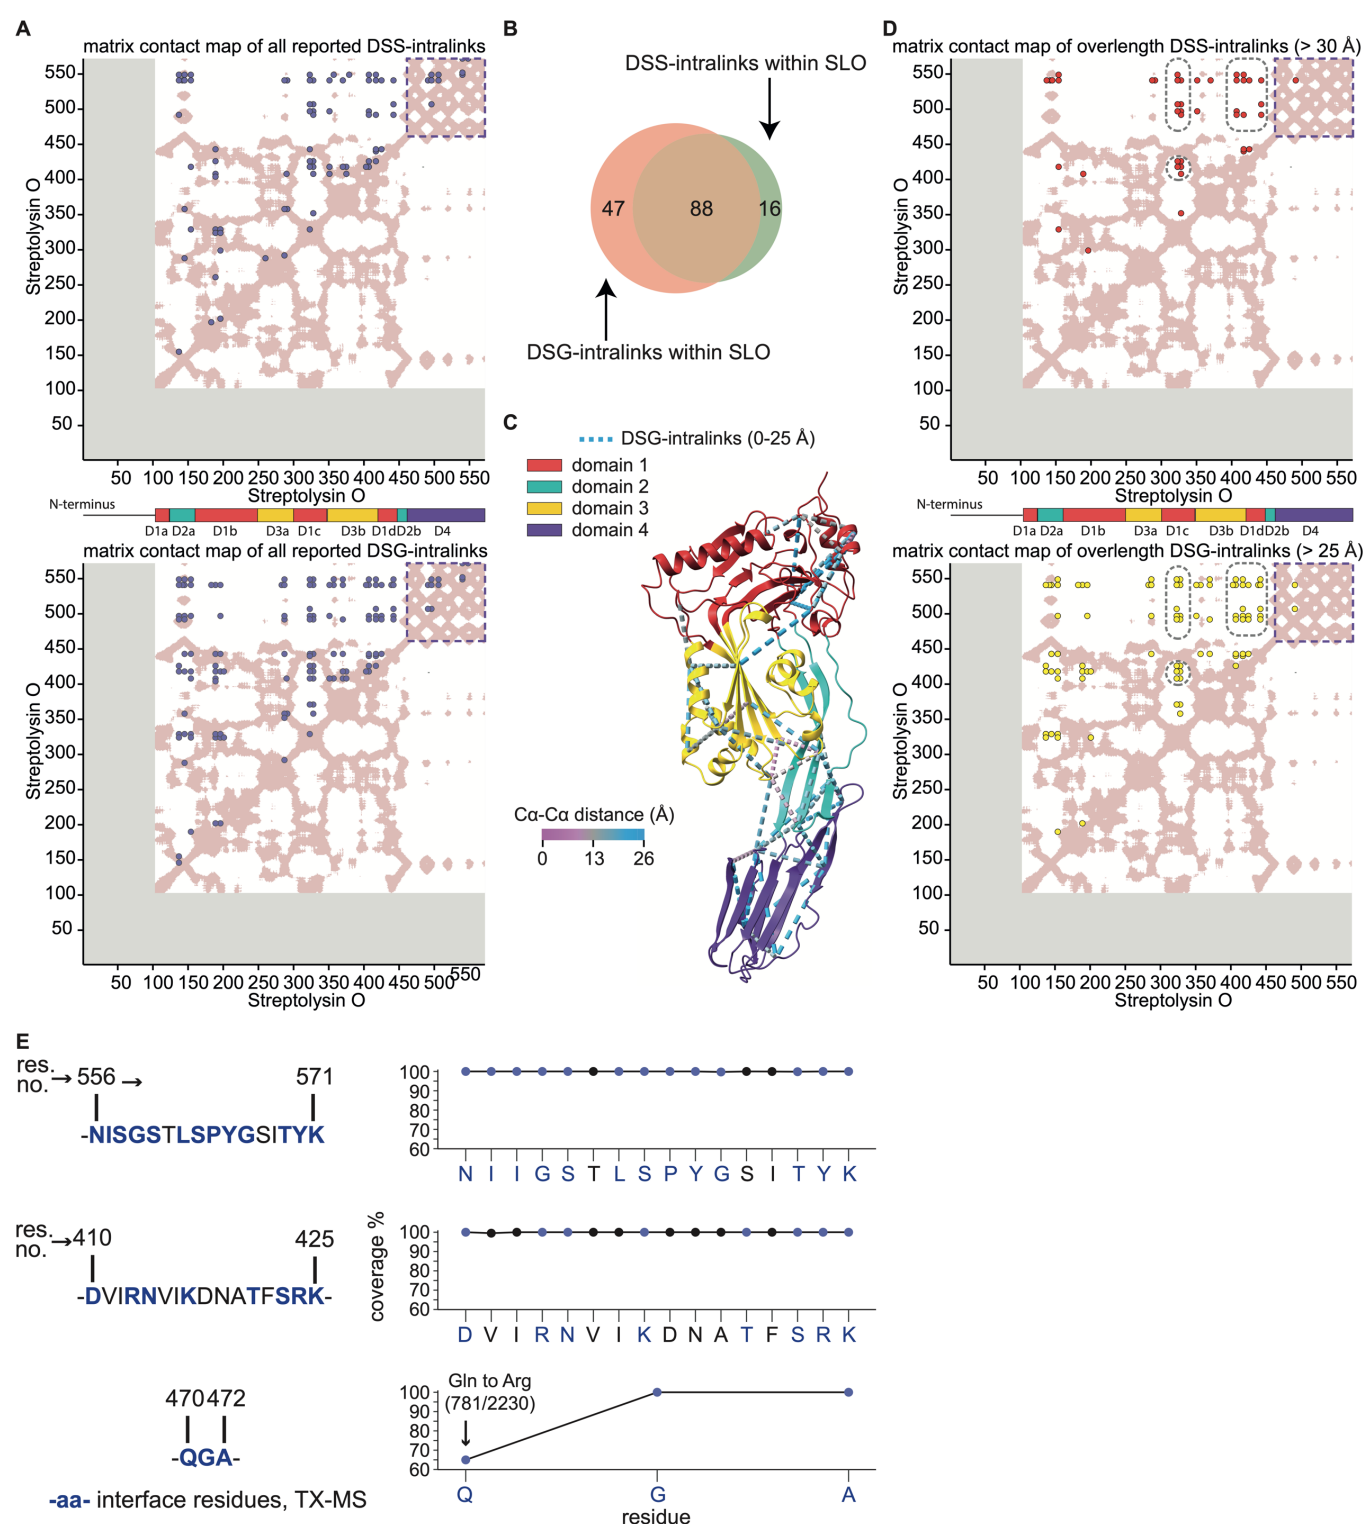 A
matrix contact map of all reported DSS-intralinks
550
500
450
400
350
300
250
200
150
100
50
Streptolysin O
50 100 150 200 250 300 350 400 450 500 550
Streptolysin O
N-terminus
D1a D2a D1b D3a D1c D3b D1d D2b D4
matrix contact map of all reported DSG-intralinks
550
500
450
400
350
300
250
200
150
100
50
Streptolysin O
50 100 150 200 250 300 350 400 450 500 550
Streptolysin O
B
DSS-intralinks within SLO
47 88 16
DSG-intralinks within SLO
C
DSG-intralinks (0-25 Å)
domain 1
domain 2
domain 3
domain 4
Cα-Cα distance (Å)
0 13 26
D
matrix contact map of overlength DSS-intralinks (> 30 Å)
550
500
450
400
350
300
250
200
150
100
50
Streptolysin O
50 100 150 200 250 300 350 400 450 500 550
Streptolysin O
N-terminus
D1a D2a D1b D3a D1c D3b D1d D2b D4
matrix contact map of overlength DSG-intralinks (> 25 Å)
550
500
450
400
350
300
250
200
150
100
50
Streptolysin O
50 100 150 200 250 300 350 400 450 500 550
Streptolysin O
E
res.
no. → 556 → 571
-NISGSTLSPYGSITYK
100
90
80
70
60
N I I G S T L S P Y G S I T Y K
res.
no. → 410 425
-DVIRNVIKDNATFSRK-
coverage %
100
90
80
70
60
D V I R N V I K D N A T F S R K
470 472
-QGA-
Gln to Arg
(781/2230)
100
90
80
70
60
Q G A
residue
-aa- interface residues, TX-MS